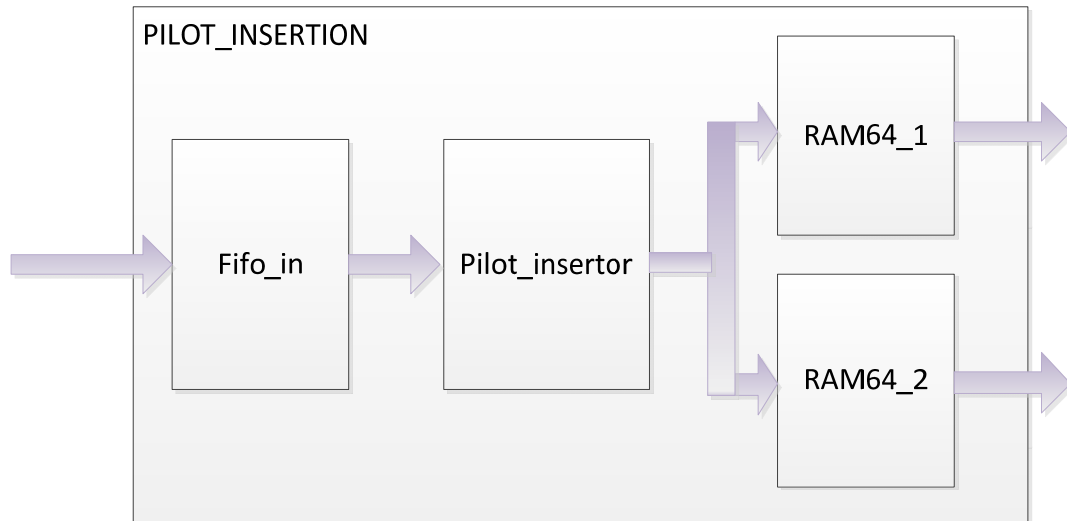 PILOT_INSERTION
RAM64_1
Fifo_in
Pilot_insertor
RAM64_2